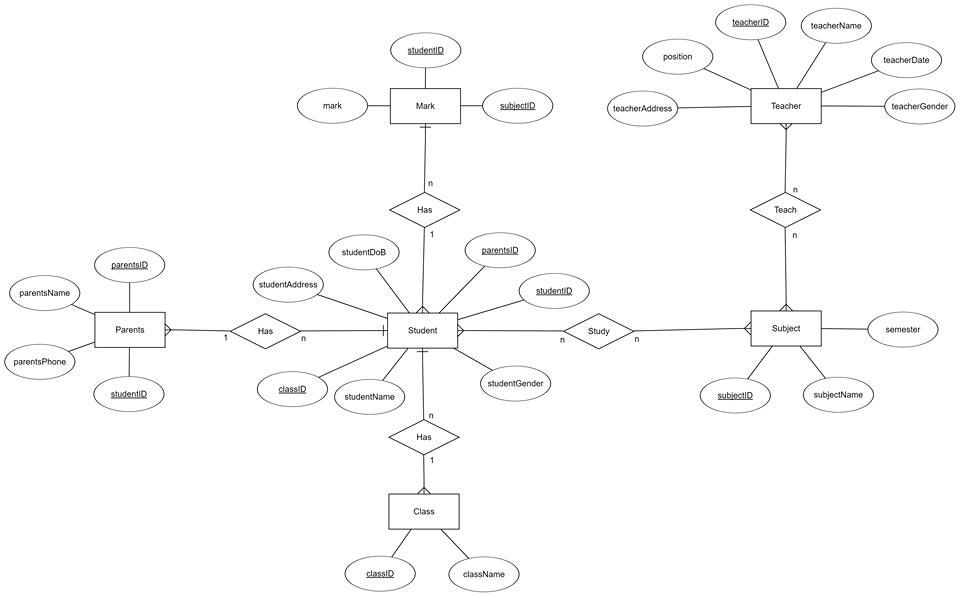 teacherID
teacherName
studentID
position
teacherDate
mark
Mark
subjectID
teacherAddress
Teacher
teacherGender
n
n
Has
Teach
1
n
studentDoB
parentsID
parentsID
studentAddress
studentID
parentsName
Parents
Has
Student
Study
Subject
semester
1
n
n
n
parentsPhone
studentID
classID
studentName
studentGender
subjectID
subjectName
n
Has
1
Class
classID
className